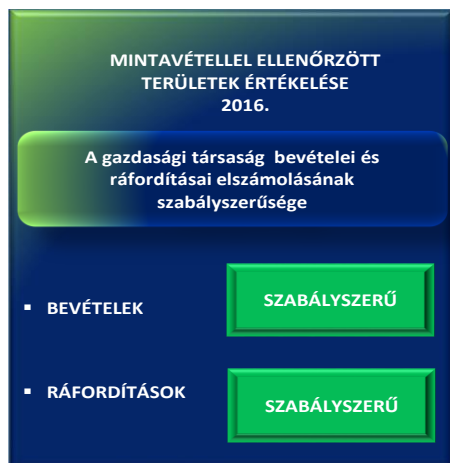 MINTAVÉTELLEL ELLENŐRZÖTT
TERÜLETEK ÉRTÉKELÉSE
2016.
A gazdasági társaság bevételei és
ráfordításai elszámolásának
szabályszerűsége
▪ BEVÉTELEK
SZABÁLYSZERŰ
▪ RÁFORDÍTÁSOK
SZABÁLYSZERŰ